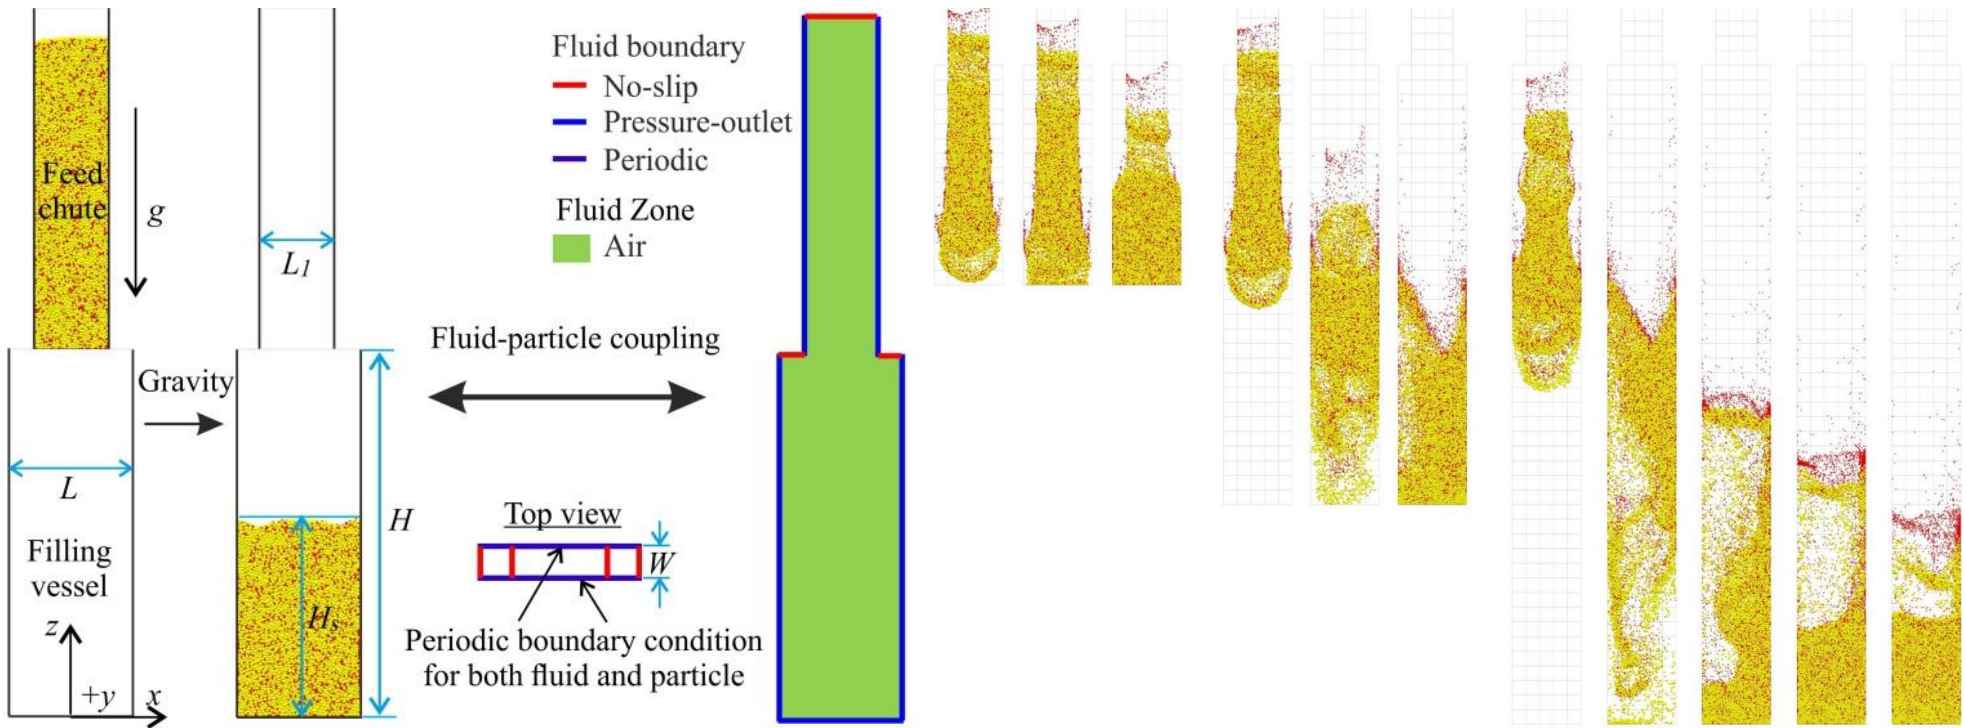 Feed
chute
g
L
Gravity
Filling
vessel
z
+y
x
L1
H
Hs
Fluid boundary
No-slip
Pressure-outlet
Periodic
Fluid Zone
Air
Fluid-particle coupling
Top view
W
Periodic boundary condition
for both fluid and particle